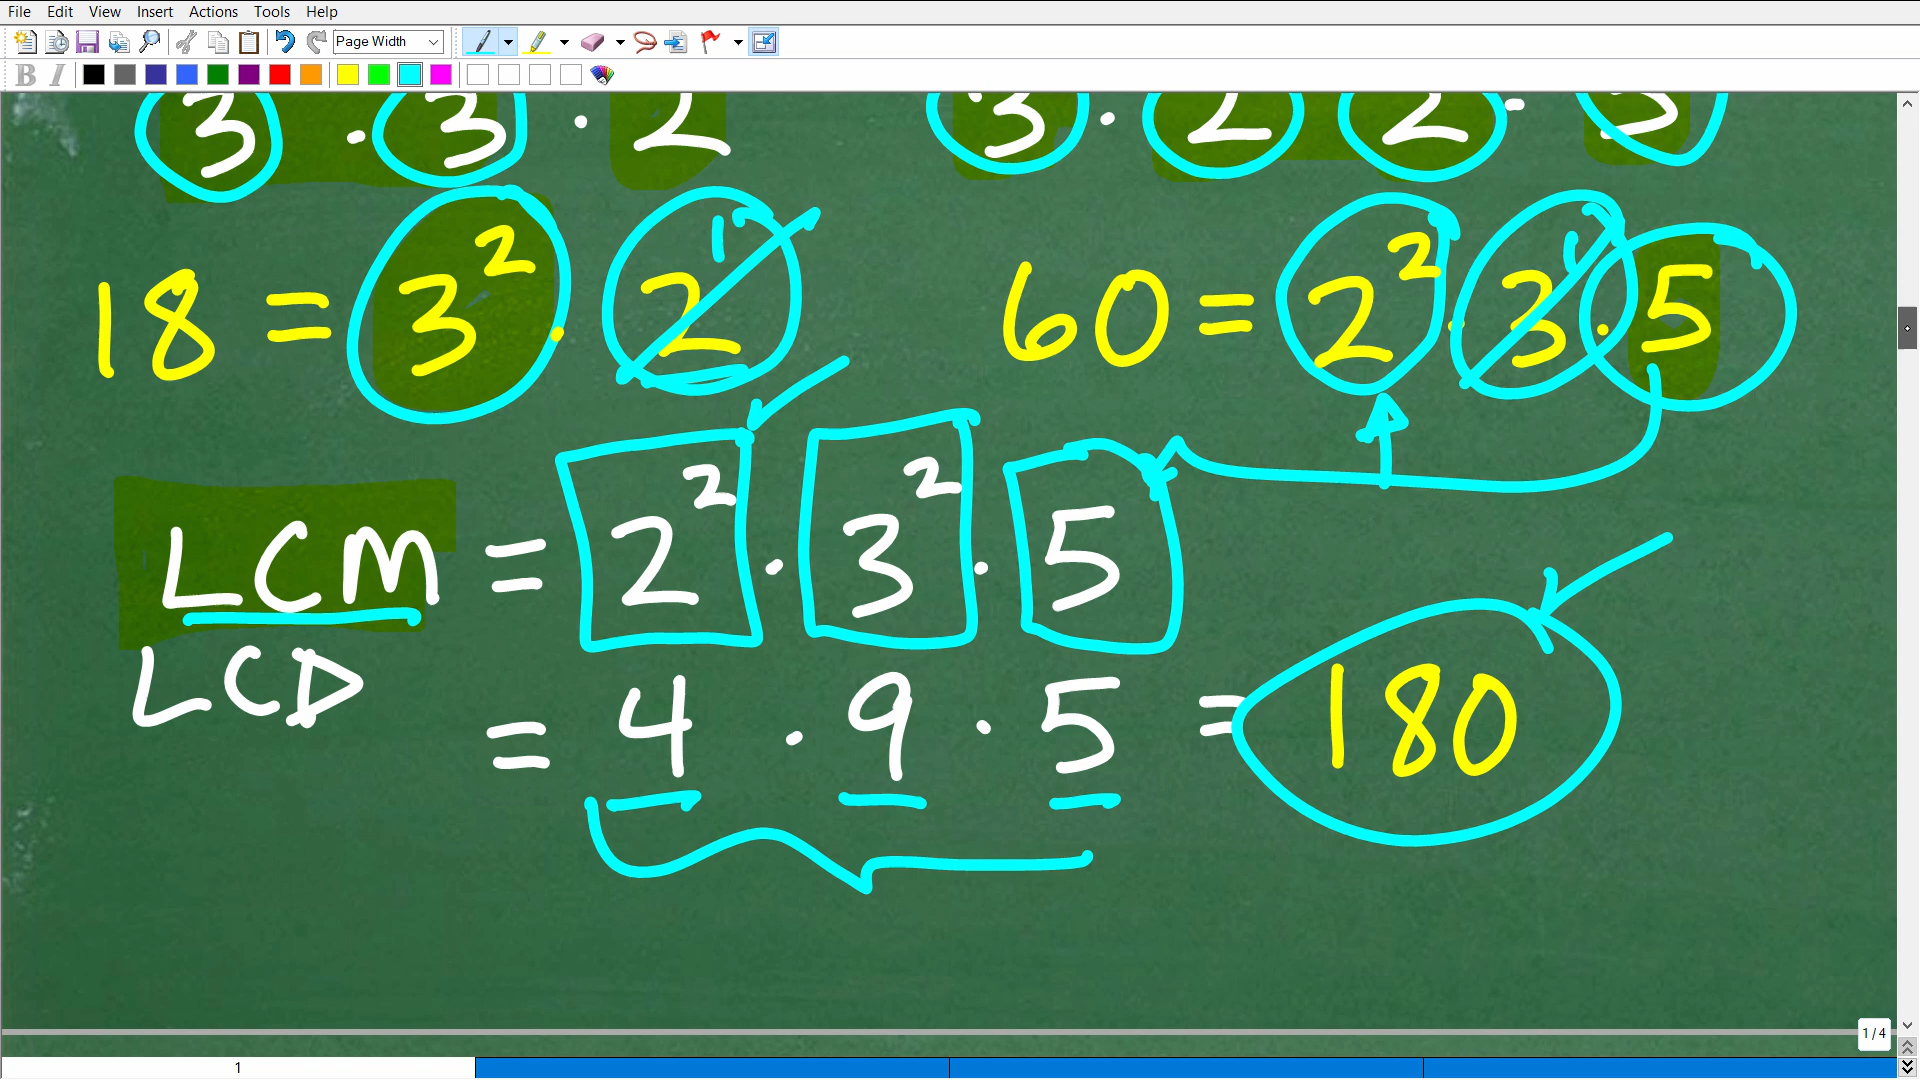 File Edit View Insert Actions Tools Help
Page Width
B I
3 · 3 · 2
3 · 2 2 · 5
18 = 3² · 2¹
60 = 2² · 3¹ · 5
LCM = 2² · 3² · 5
LCD
= 4 · 9 · 5 = 180
1 / 4
1